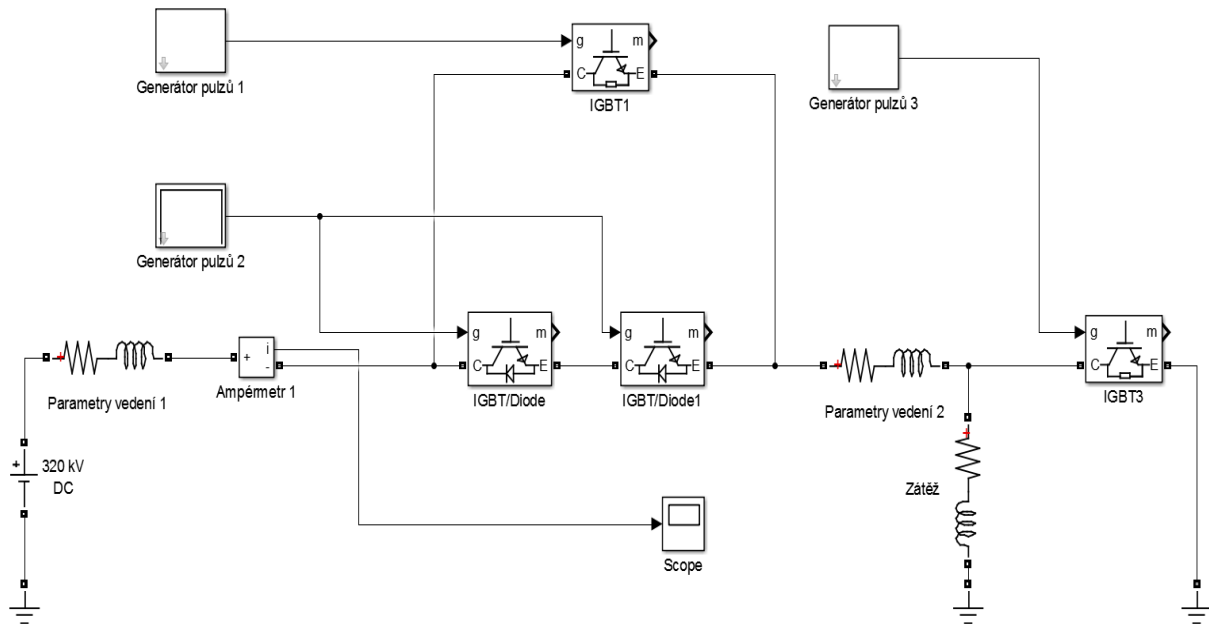 Generátor pulzů 1
g
m
C
E
IGBT1
Generátor pulzů 3
Generátor pulzů 2
g
m
C
E
IGBT/Diode
g
m
C
E
IGBT/Diode1
g
m
C
E
IGBT3
+
Parametry vedení 1
+
i
-
Ampérmetr 1
+
Parametry vedení 2
+
320 kV
DC
+
Zátěž
Scope